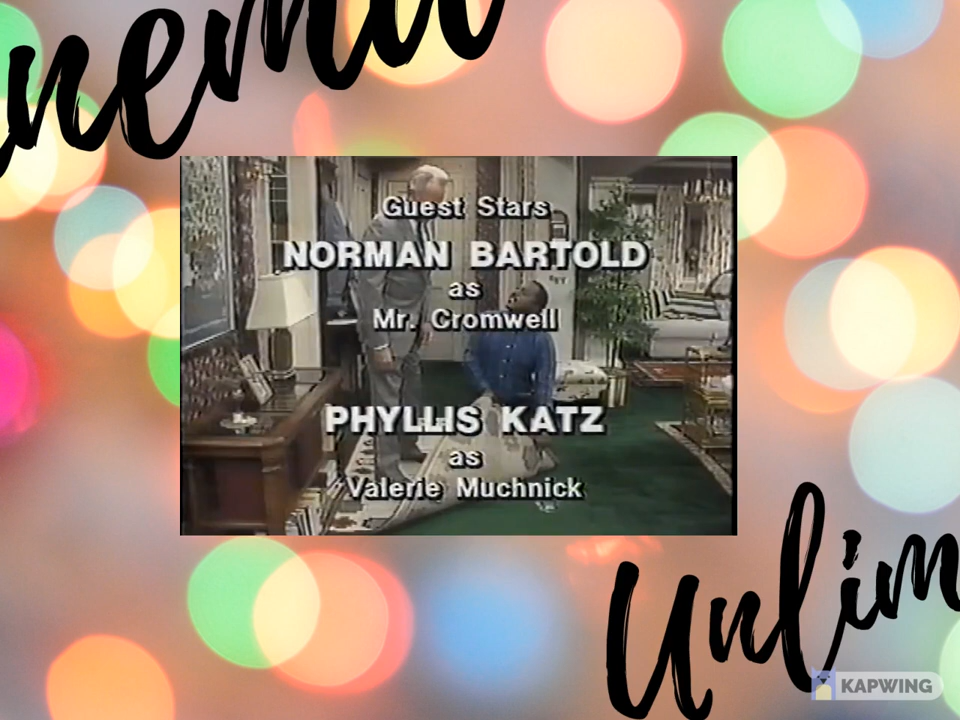 nema
Guest Stars
NORMAN BARTOLD
as
Mr. Cromwell
PHYLLIS KATZ
as
Valerie Muchnick
Unlim
KAPWING